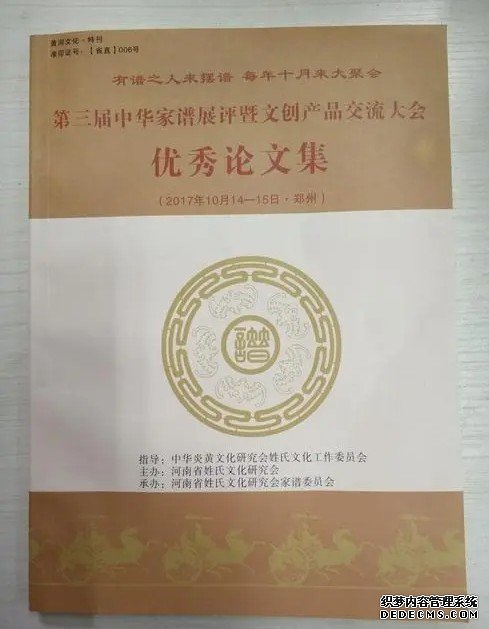 黄河文化·特刊
准印证号:【省直】006号
有谱之人来摆谱 每年十月来大聚会
第三届中华家谱展评暨文创产品交流大会
优秀论文集
(2017年10月14—15日·郑州)
譜
指导:中华炎黄文化研究会姓氏文化工作委员会
主办:河南省姓氏文化研究会
承办:河南省姓氏文化研究会家谱委员会
织梦内容管理系统
DEDECMS.COM